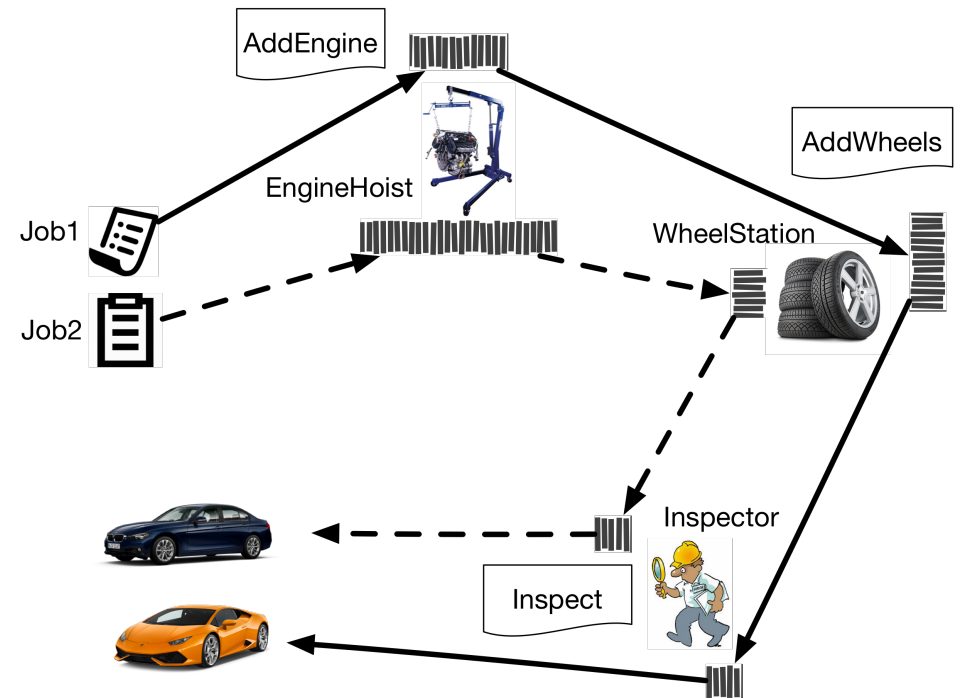 AddEngine
AddWheels
EngineHoist
Job1
WheelStation
Job2
Inspector
Inspect